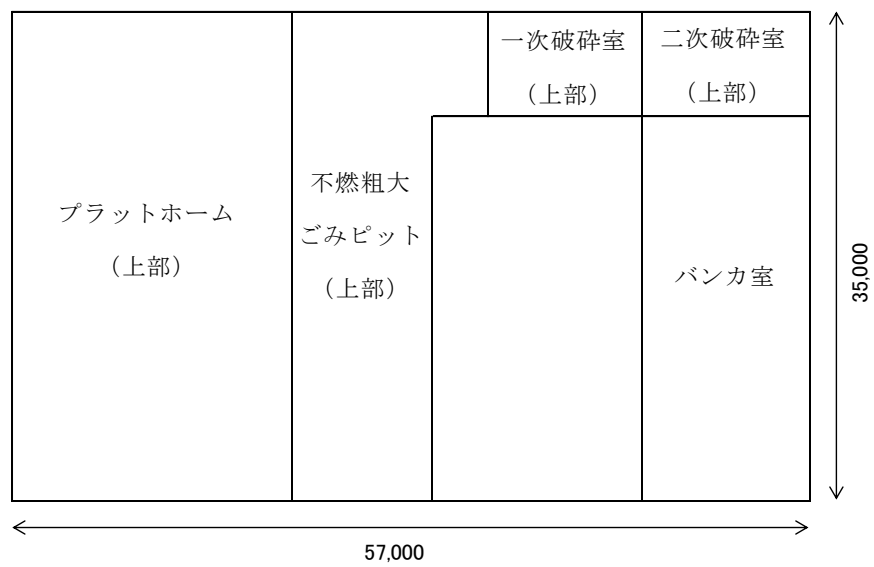 一次破砕室
（上部）
二次破砕室
（上部）
プラットホーム
（上部）
不燃粗大
ごみピット
（上部）
バンカ室
35,000
57,000